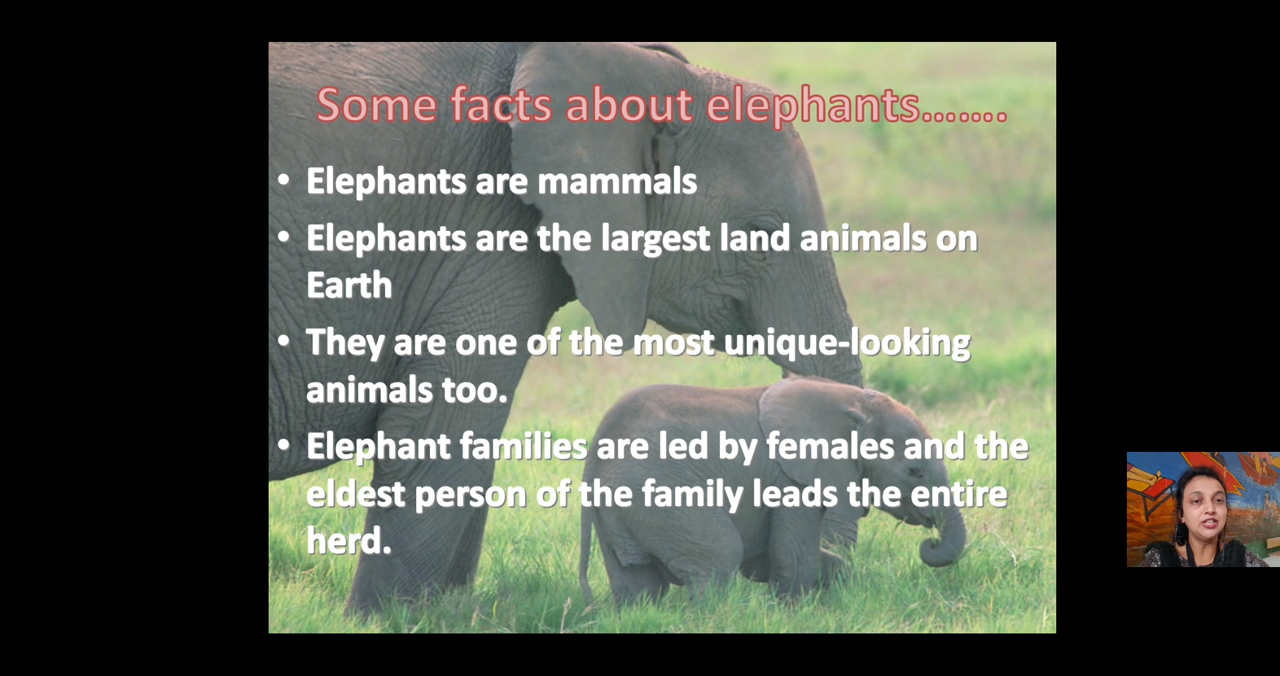 Some facts about elephants.......
• Elephants are mammals
• Elephants are the largest land animals on
Earth
• They are one of the most unique-looking
animals too.
• Elephant families are led by females and the
eldest person of the family leads the entire
herd.